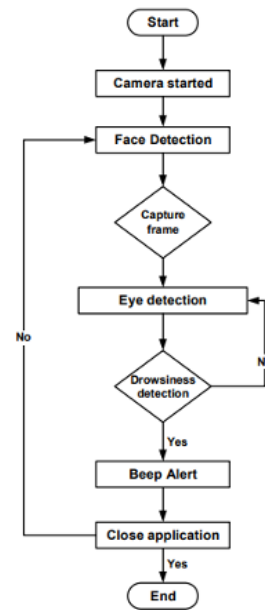 Start
Camera started
Face Detection
Capture
frame
Eye detection
No
N
Drowsiness
detection
Yes
Beep Alert
Close application
Yes
End